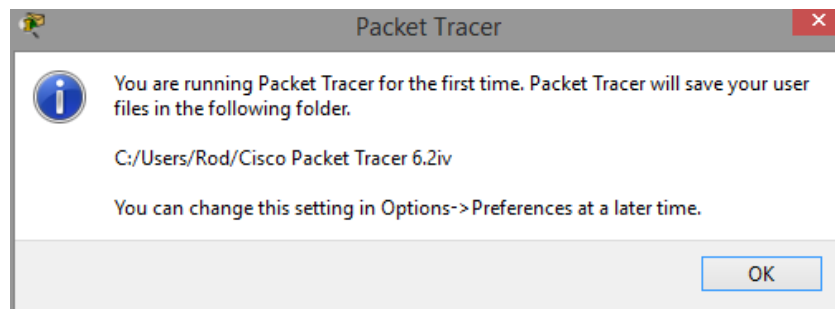 Packet Tracer
You are running Packet Tracer for the first time. Packet Tracer will save your user
files in the following folder.
C:/Users/Rod/Cisco Packet Tracer 6.2iv
You can change this setting in Options->Preferences at a later time.
OK